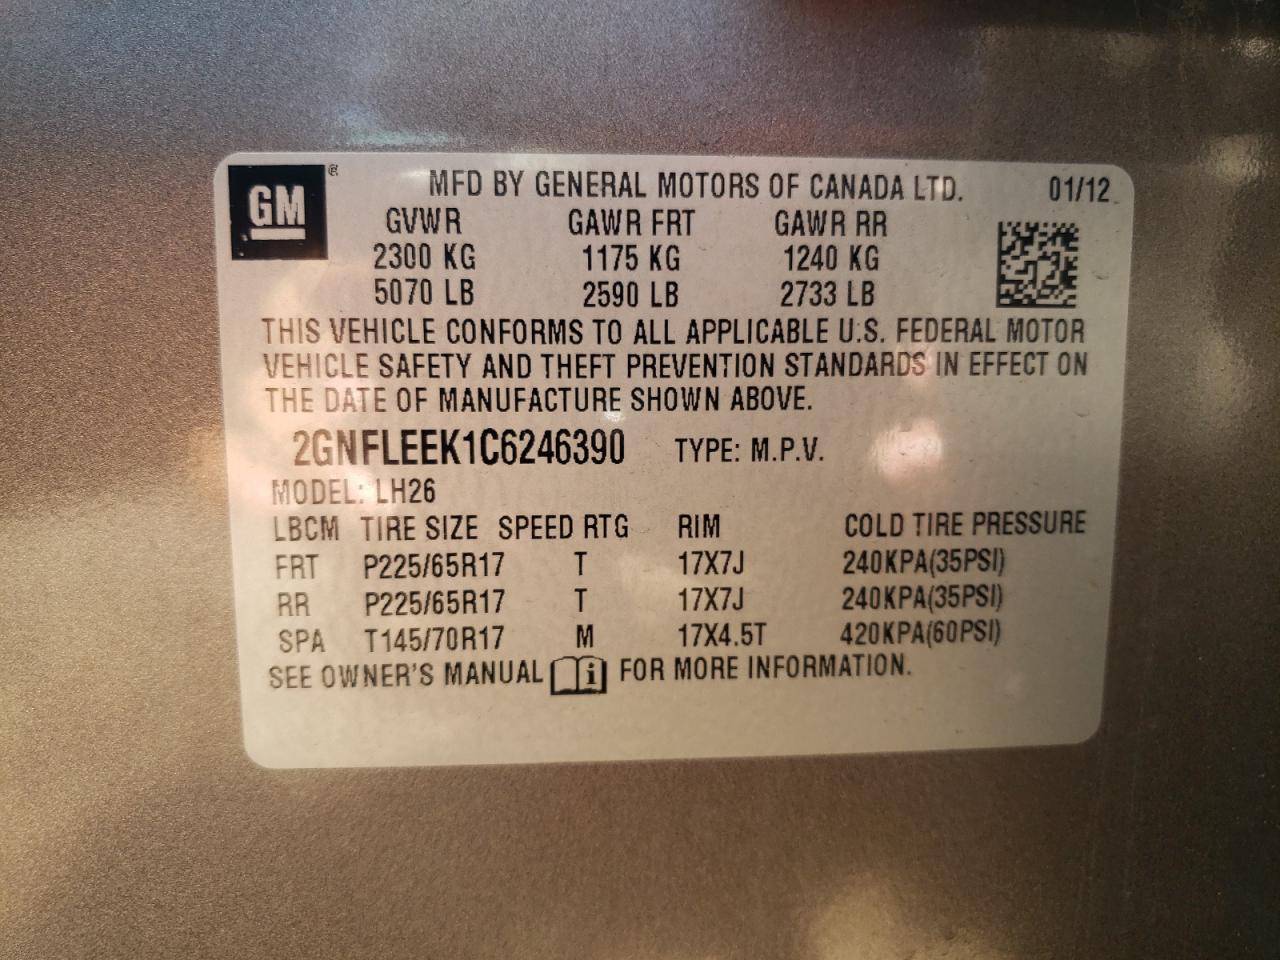 GM ® MFD BY GENERAL MOTORS OF CANADA LTD. 01/12
GVWR GAWR FRT GAWR RR
2300 KG 1175 KG 1240 KG
5070 LB 2590 LB 2733 LB
THIS VEHICLE CONFORMS TO ALL APPLICABLE U.S. FEDERAL MOTOR
VEHICLE SAFETY AND THEFT PREVENTION STANDARDS IN EFFECT ON
THE DATE OF MANUFACTURE SHOWN ABOVE.
2GNFLEEK1C6246390 TYPE: M.P.V.
MODEL: LH26
LBCM TIRE SIZE SPEED RTG RIM COLD TIRE PRESSURE
FRT P225/65R17 T 17X7J 240KPA(35PSI)
RR P225/65R17 T 17X7J 240KPA(35PSI)
SPA T145/70R17 M 17X4.5T 420KPA(60PSI)
SEE OWNER'S MANUAL i FOR MORE INFORMATION.